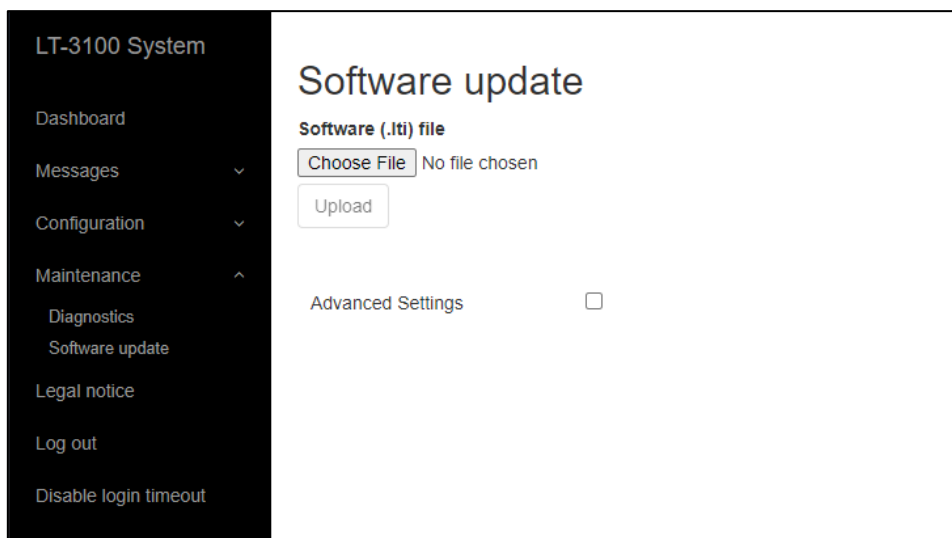 LT-3100 System
Dashboard
Messages
Configuration
Maintenance
Diagnostics
Software update
Legal notice
Log out
Disable login timeout
Software update
Software (.lti) file
Choose File No file chosen
Upload
Advanced Settings